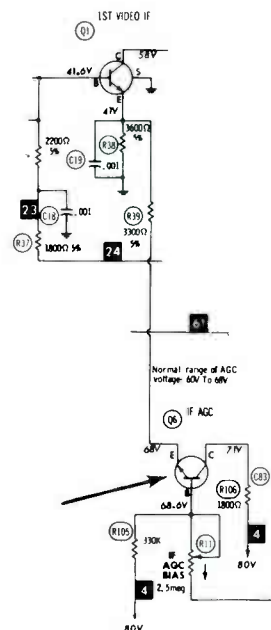 1ST VIDEO IF
Q1
C
58V
41.6V
B
S
E
47V
3600Ω
5%
R38
C19
.001
2200Ω
5%
23
C18
.001
R39
3300Ω
5%
R37
1800Ω 5%
24
67
Normal range of AGC
voltage- 60V To 68V
Q6
IF AGC
68V
E
C
71V
C83
B
68.6V
R106
1800Ω
R105
330K
R11
4
IF
AGC
BIAS
2.5meg
80V
4
80V